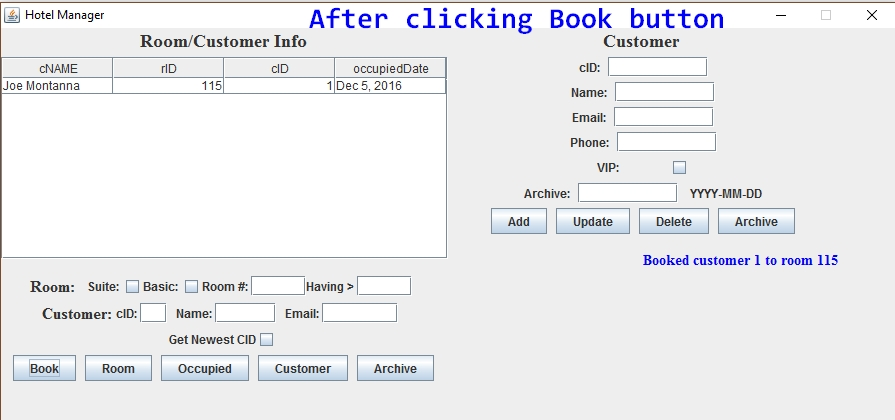 Hotel Manager
After clicking Book button
Room/Customer Info
cNAME rID cID occupiedDate
Joe Montanna 115 1 Dec 5, 2016
Room: Suite: Basic: Room #: Having >
Customer: cID: Name: Email:
Get Newest CID
Book Room Occupied Customer Archive
Customer
cID:
Name:
Email:
Phone:
VIP:
Archive: YYYY-MM-DD
Add Update Delete Archive
Booked customer 1 to room 115